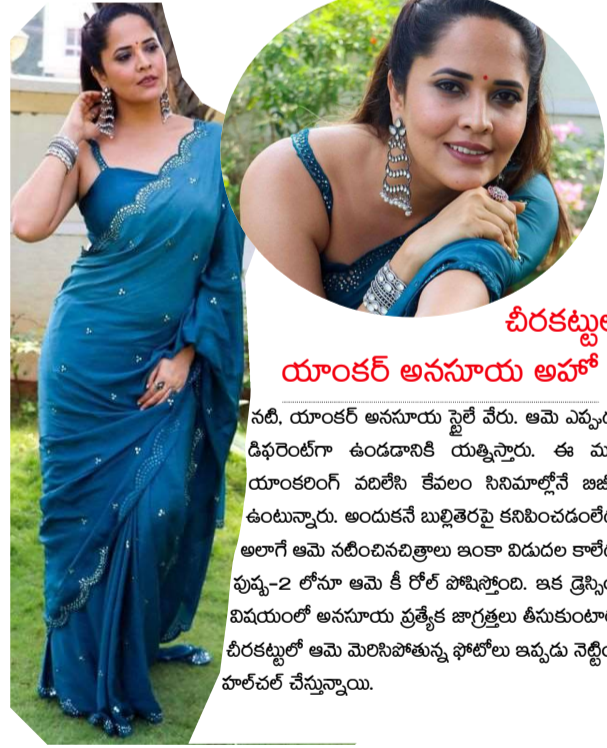 చీరకట్టుల
యాంకర్ అనసూయ అహో
నటి, యాంకర్ అనసూయ స్టైలే వేరు. ఆమె ఎప్పుడ
డిఫరెంట్‌గా ఉండడానికి యత్నిస్తారు. ఈ మ
యాంకరింగ్ వదిలేసి కేవలం సినిమాల్లోనే బిజీ
ఉంటున్నారు. అందుకనే బుల్లితెరపై కనిపించడంలేద
అలాగే ఆమె నటించినచిత్రాలు ఇంకా విడుదల కాలేద
పుష్ప-2 లోనూ ఆమె కీ రోల్ పోషిస్తోంది. ఇక డ్రెస్సిం
విషయంలో అనసూయ ప్రత్యేక జాగ్రత్తలు తీసుకుంటా
చీరకట్టులో ఆమె మెరిసిపోతున్న ఫోటోలు ఇప్పడు నెట్టిం
హల్‌చల్ చేస్తున్నాయి.